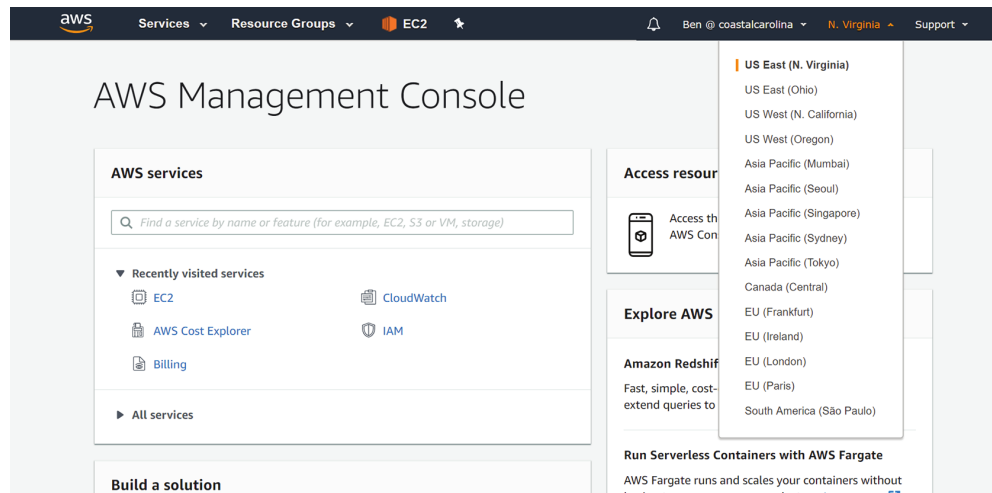 aws Services Resource Groups EC2 Ben @ coastalcarolina N. Virginia Support
US East (N. Virginia)
US East (Ohio)
US West (N. California)
US West (Oregon)
Asia Pacific (Mumbai)
Asia Pacific (Seoul)
Asia Pacific (Singapore)
Asia Pacific (Sydney)
Asia Pacific (Tokyo)
Canada (Central)
EU (Frankfurt)
EU (Ireland)
EU (London)
EU (Paris)
South America (São Paulo)
AWS Management Console
AWS services
Find a service by name or feature (for example, EC2, S3 or VM, storage)
Recently visited services
EC2 CloudWatch
AWS Cost Explorer IAM
Billing
All services
Build a solution
Access resour
Access th
AWS Con
Explore AWS
Amazon Redshif
Fast, simple, cost-
extend queries to
Run Serverless Containers with AWS Fargate
AWS Fargate runs and scales your containers without